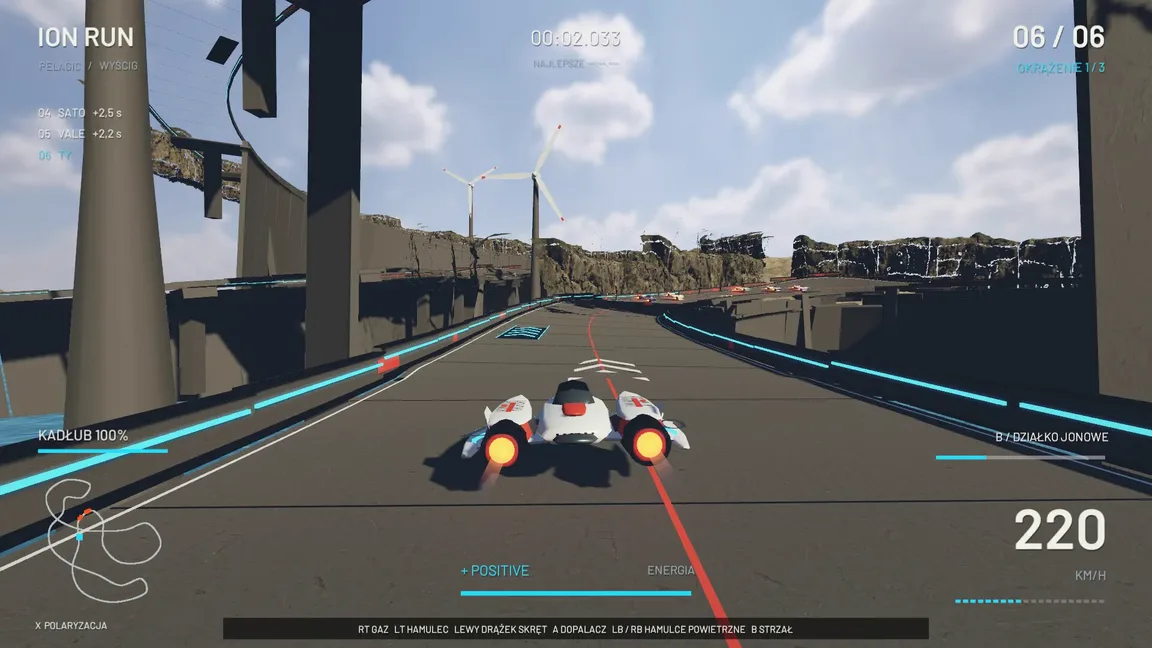 ION RUN
PELAGIC / WYŚCIG
04 SATO +2,5 s
05 VALE +2,2 s
06 TY
00:02.033
NAJLEPSZE --:--.---
06 / 06
OKRĄŻENIE 1 / 3
KADŁUB 100%
B / DZIAŁKO JONOWE
220
KM/H
+ POSITIVE
ENERGIA
X POLARYZACJA
RT GAZ LT HAMULEC LEWY DRĄŻEK SKRĘT A DOPALACZ LB / RB HAMULCE POWIETRZNE B STRZAŁ